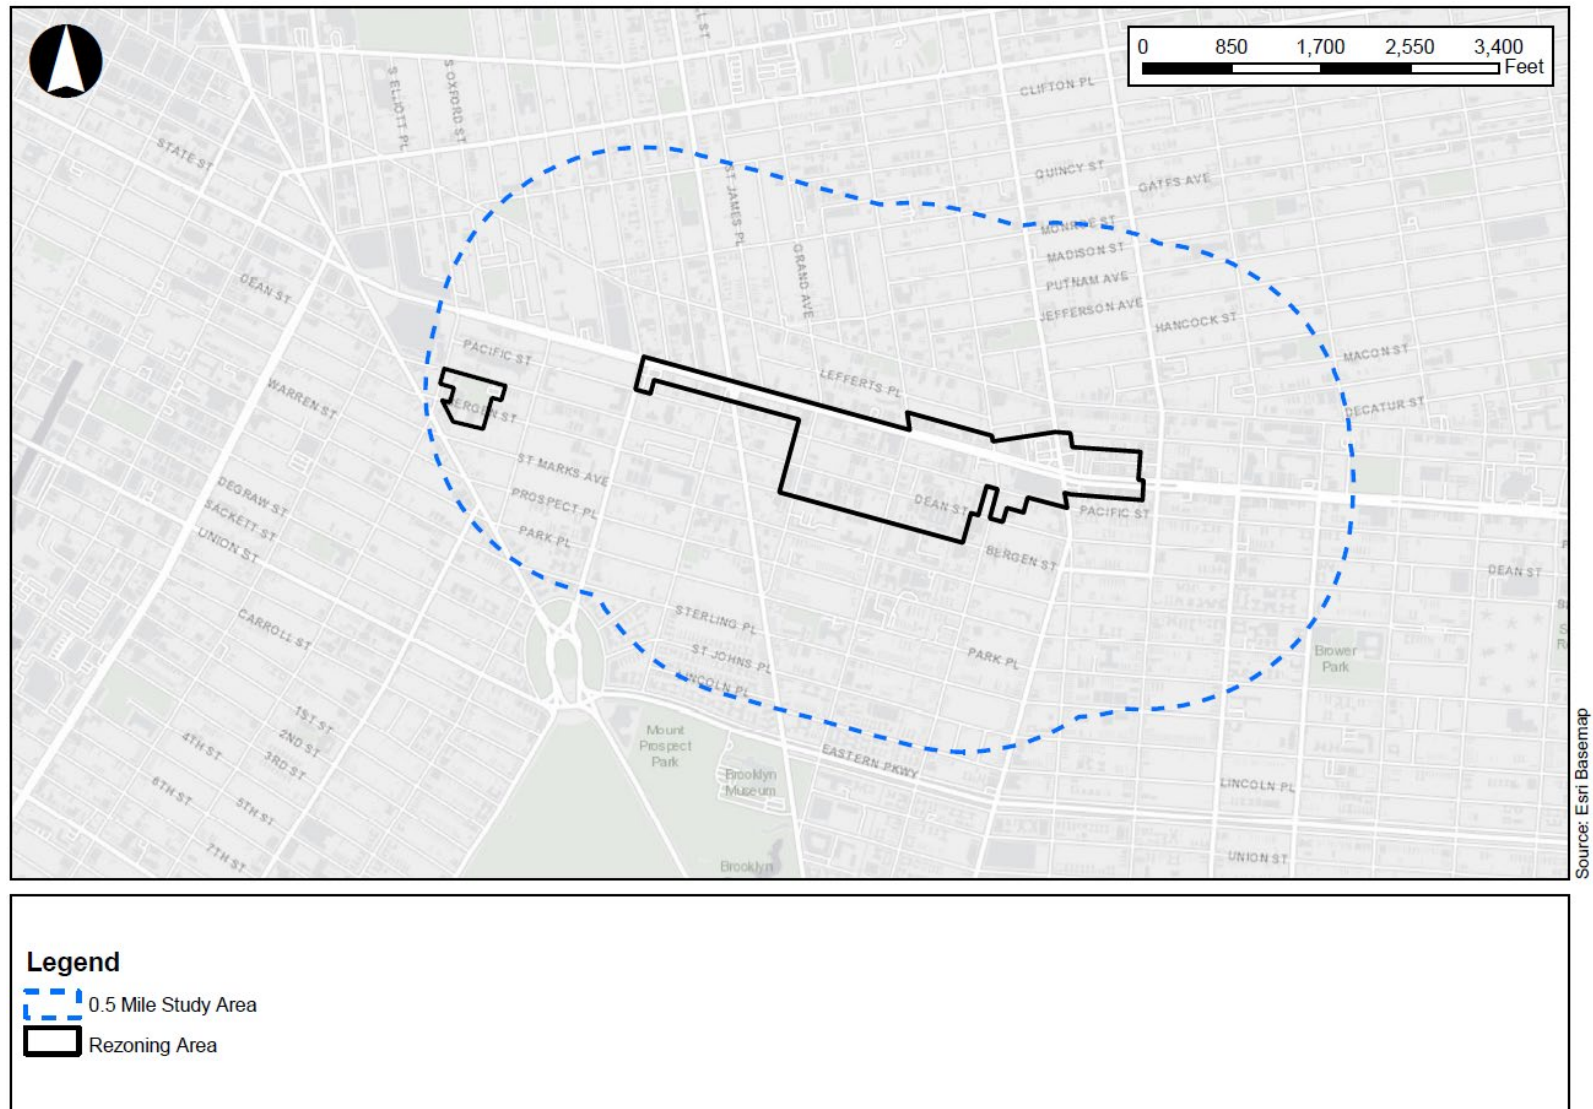 0 850 1,700 2,550 3,400
Feet
S ELLIOTT PL
S OXFORD ST
CLIFTON PL
STATE ST
QUINCY ST
GATES AVE
ST JAMES PL
MONROE ST
MADISON ST
GRAND AVE
PUTNAM AVE
DEAN ST
JEFFERSON AVE
HANCOCK ST
PACIFIC ST
MACON ST
LEFFERTS PL
WARREN ST
BERGEN ST
DECATUR ST
ST MARKS AVE
DEGRAW ST
PROSPECT PL
DEAN ST
PACIFIC ST
SACKETT ST
PARK PL
UNION ST
BERGEN ST
DEAN ST
CARROLL ST
STERLING PL
ST JOHNS PL
PARK PL
Brower
Park
LINCOLN PL
1ST ST
2ND ST
3RD ST
4TH ST
5TH ST
6TH ST
7TH ST
Mount
Prospect
Park
EASTERN PKWY
Brooklyn
Museum
LINCOLN PL
UNION ST
Brooklyn
Source: Esri Basemap
Legend
0.5 Mile Study Area
Rezoning Area